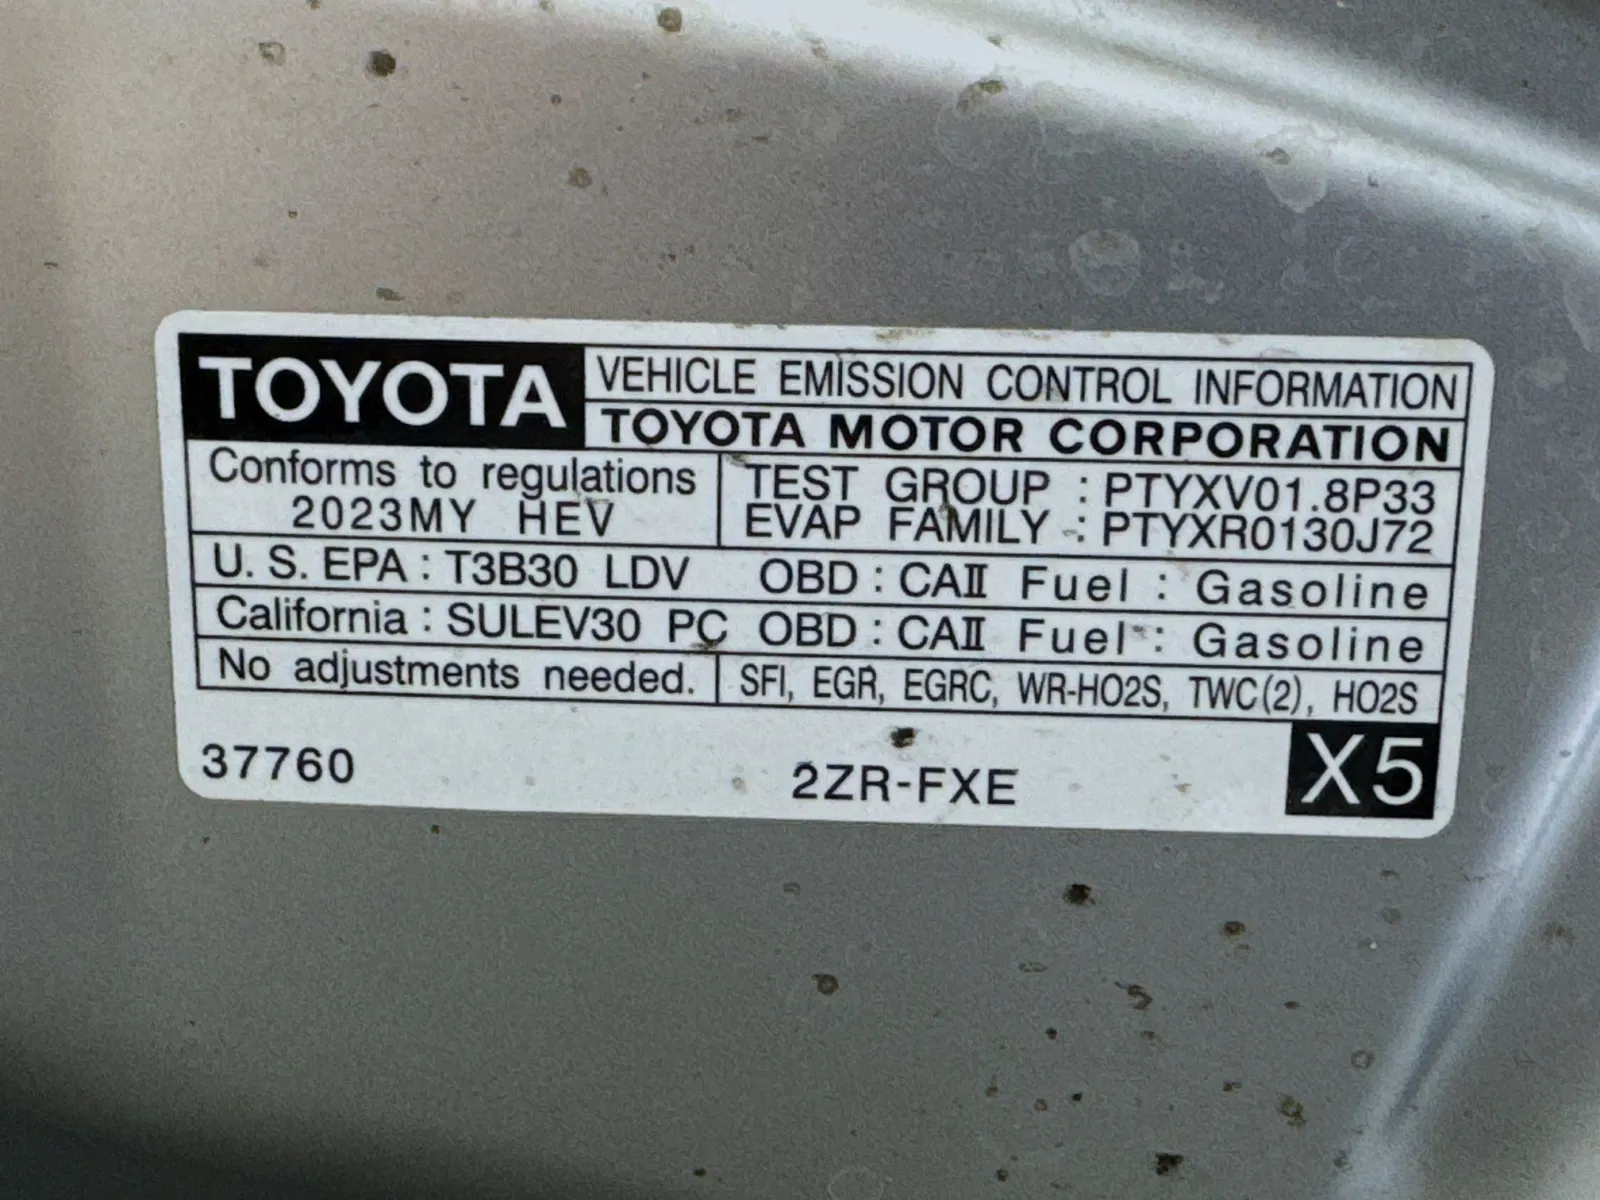 TOYOTA VEHICLE EMISSION CONTROL INFORMATION
TOYOTA MOTOR CORPORATION
Conforms to regulations
2023MY HEV
TEST GROUP : PTYXV01.8P33
EVAP FAMILY : PTYXR0130J72
U. S. EPA : T3B30 LDV OBD : CAⅡ Fuel : Gasoline
California : SULEV30 PC OBD : CAⅡ Fuel : Gasoline
No adjustments needed. SFI, EGR, EGRC, WR-HO2S, TWC(2), HO2S
37760 2ZR-FXE X5